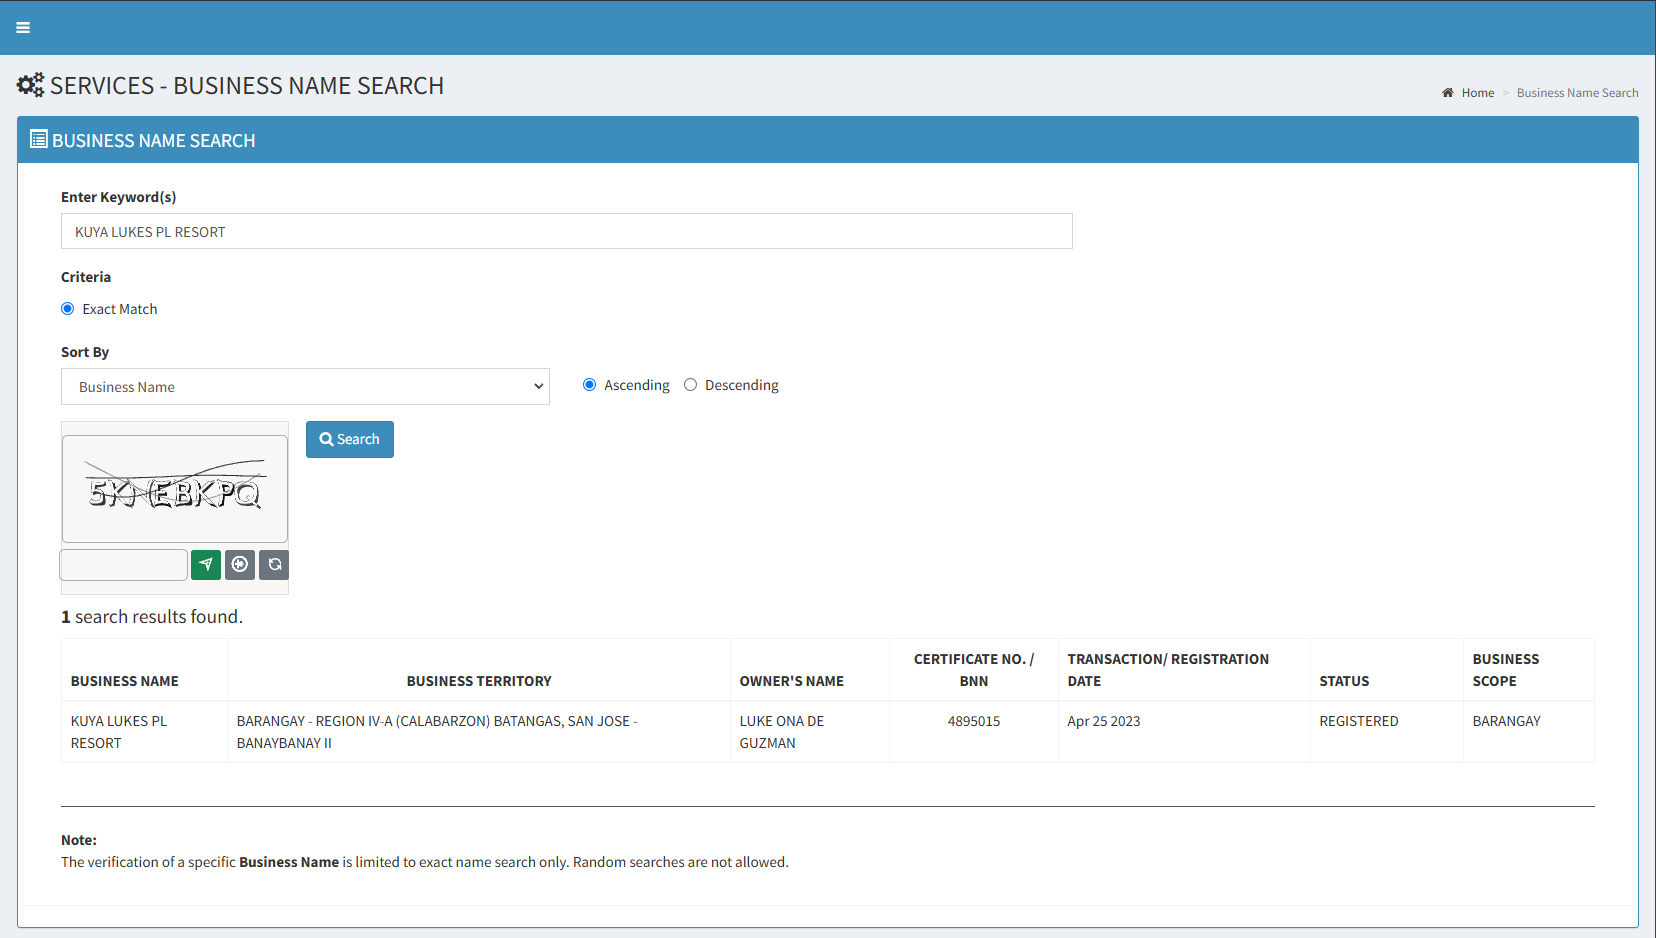 SERVICES - BUSINESS NAME SEARCH
Home > Business Name Search
BUSINESS NAME SEARCH
Enter Keyword(s)
KUYA LUKES PL RESORT
Criteria
Exact Match
Sort By
Business Name
Ascending Descending
Search
1 search results found.
BUSINESS NAME BUSINESS TERRITORY OWNER'S NAME CERTIFICATE NO. / BNN TRANSACTION/ REGISTRATION DATE STATUS BUSINESS SCOPE
KUYA LUKES PL RESORT BARANGAY - REGION IV-A (CALABARZON) BATANGAS, SAN JOSE - BANAYBANAY II LUKE ONA DE GUZMAN 4895015 Apr 25 2023 REGISTERED BARANGAY
Note:
The verification of a specific Business Name is limited to exact name search only. Random searches are not allowed.